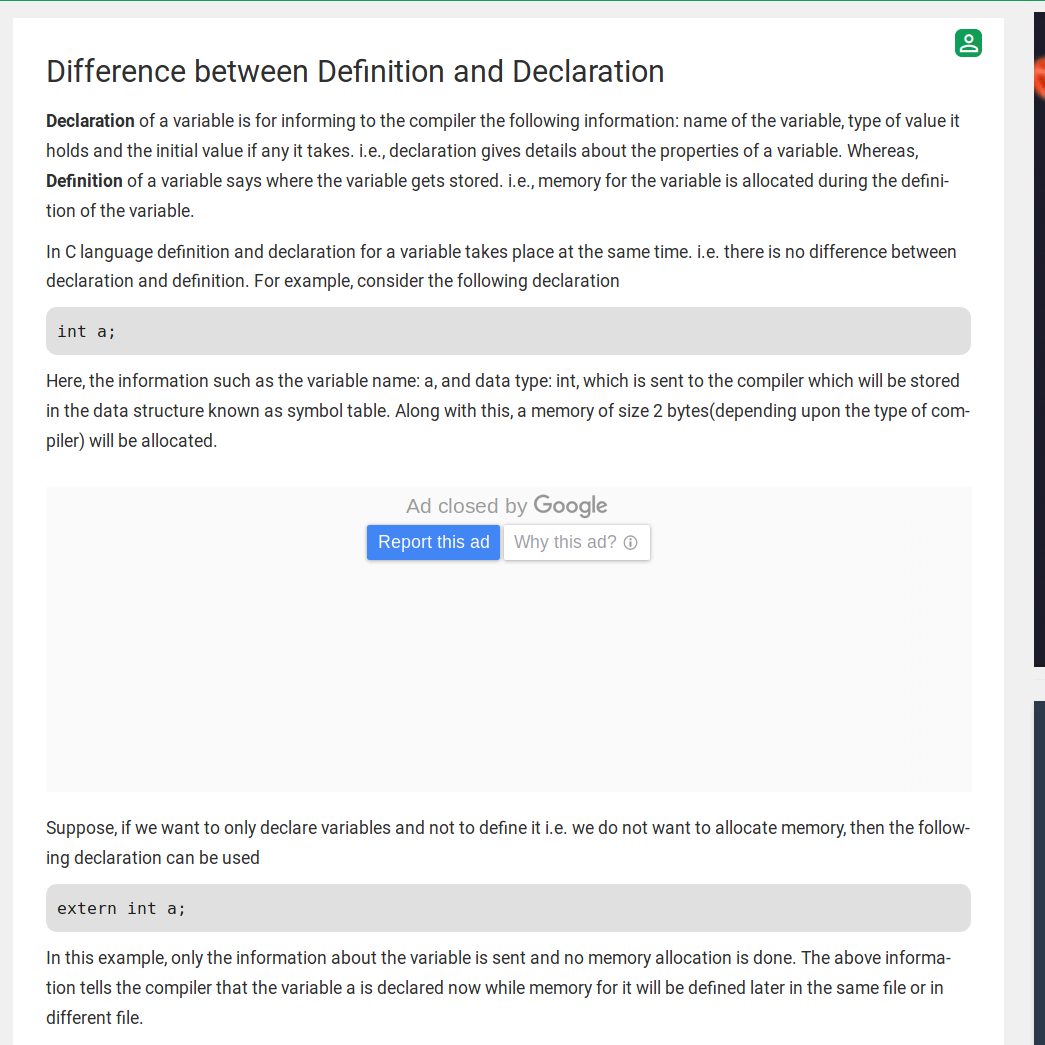 Difference between Definition and Declaration
Declaration of a variable is for informing to the compiler the following information: name of the variable, type of value it
holds and the initial value if any it takes. i.e., declaration gives details about the properties of a variable. Whereas,
Definition of a variable says where the variable gets stored. i.e., memory for the variable is allocated during the defini-
tion of the variable.
In C language definition and declaration for a variable takes place at the same time. i.e. there is no difference between
declaration and definition. For example, consider the following declaration
int a;
Here, the information such as the variable name: a, and data type: int, which is sent to the compiler which will be stored
in the data structure known as symbol table. Along with this, a memory of size 2 bytes(depending upon the type of com-
piler) will be allocated.
Ad closed by Google
Report this ad Why this ad?
Suppose, if we want to only declare variables and not to define it i.e. we do not want to allocate memory, then the follow-
ing declaration can be used
extern int a;
In this example, only the information about the variable is sent and no memory allocation is done. The above informa-
tion tells the compiler that the variable a is declared now while memory for it will be defined later in the same file or in
different file.